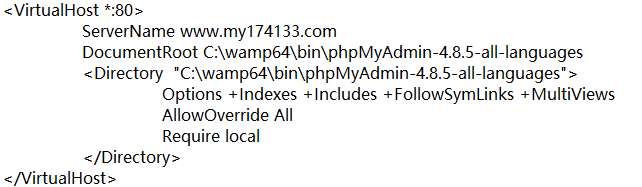 <VirtualHost *:80>
ServerName www.my174133.com
DocumentRoot C:\wamp64\bin\phpMyAdmin-4.8.5-all-languages
<Directory  "C:\wamp64\bin\phpMyAdmin-4.8.5-all-languages">
Options +Indexes +Includes +FollowSymLinks +MultiViews
AllowOverride All
Require local
</Directory>
</VirtualHost>